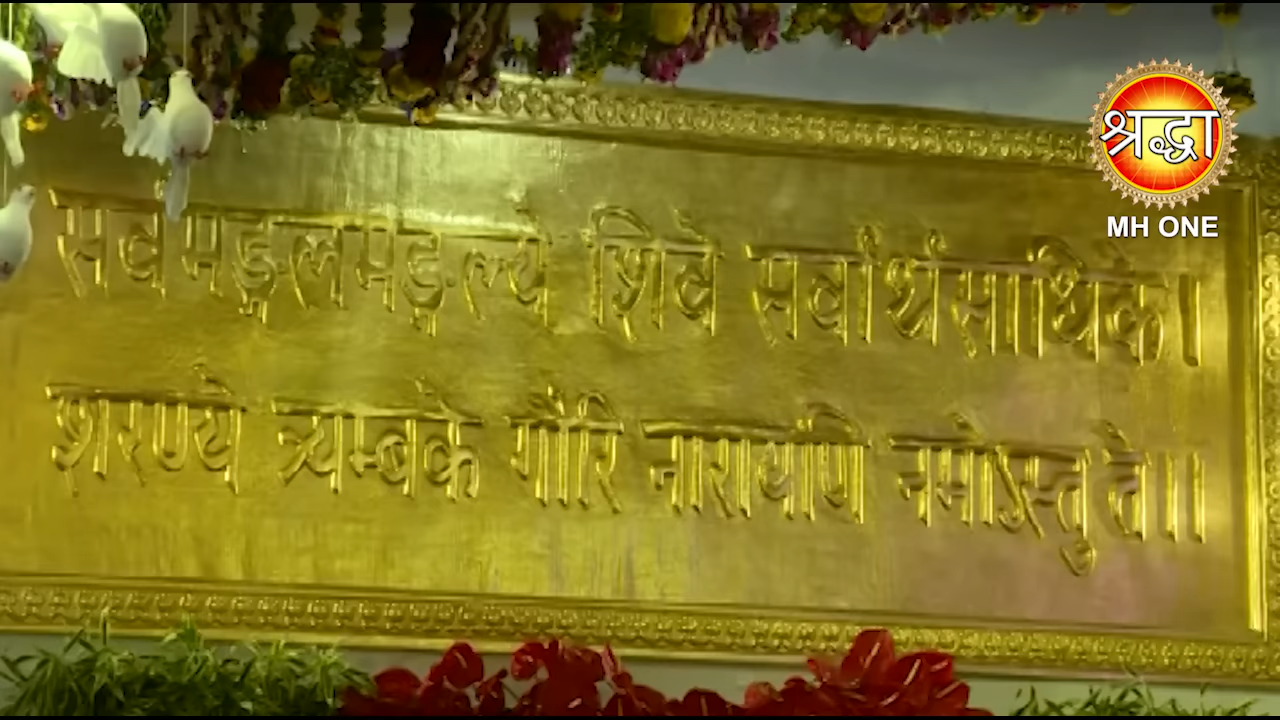 सर्वमङ्गलमङ्गल्ये शिवे सर्वार्थसाधिके।
शरण्ये त्र्यम्बके गौरि नारायणि नमोऽस्तु ते।।
श्रद्धा
MH ONE